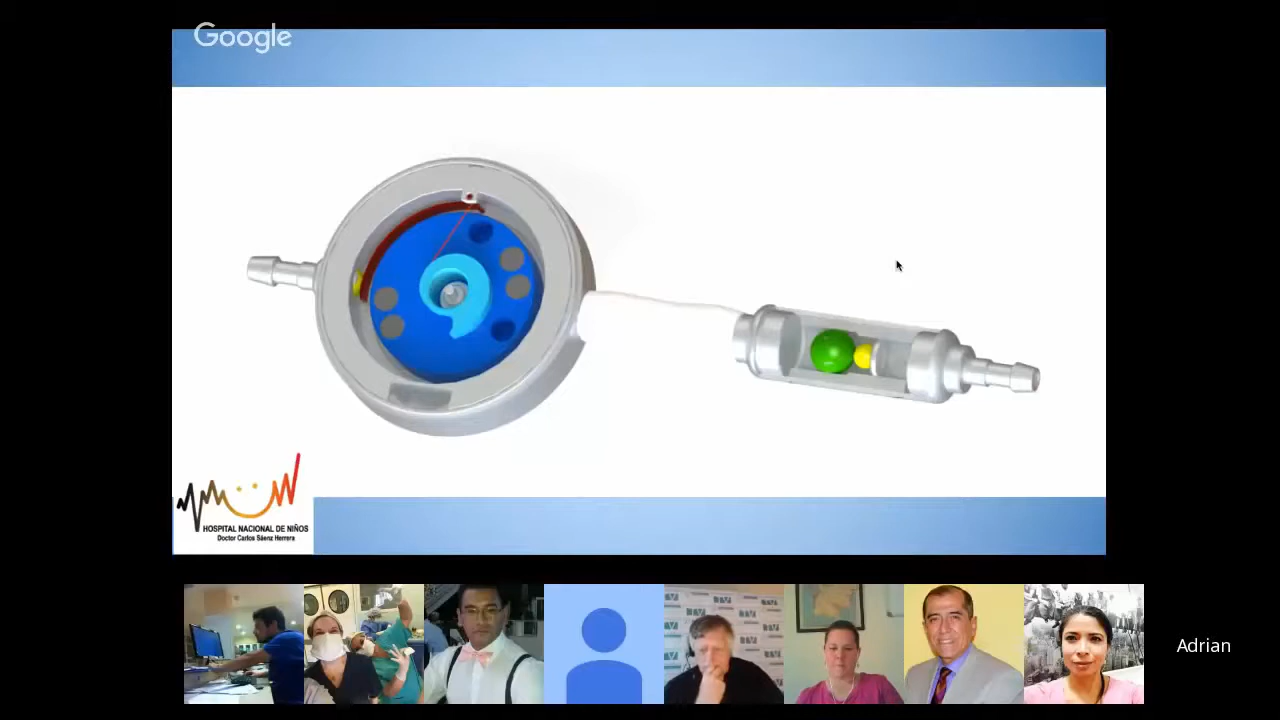 Google
HOSPITAL NACIONAL DE NIÑOS
Doctor Carlos Sáenz Herrera
Adrian